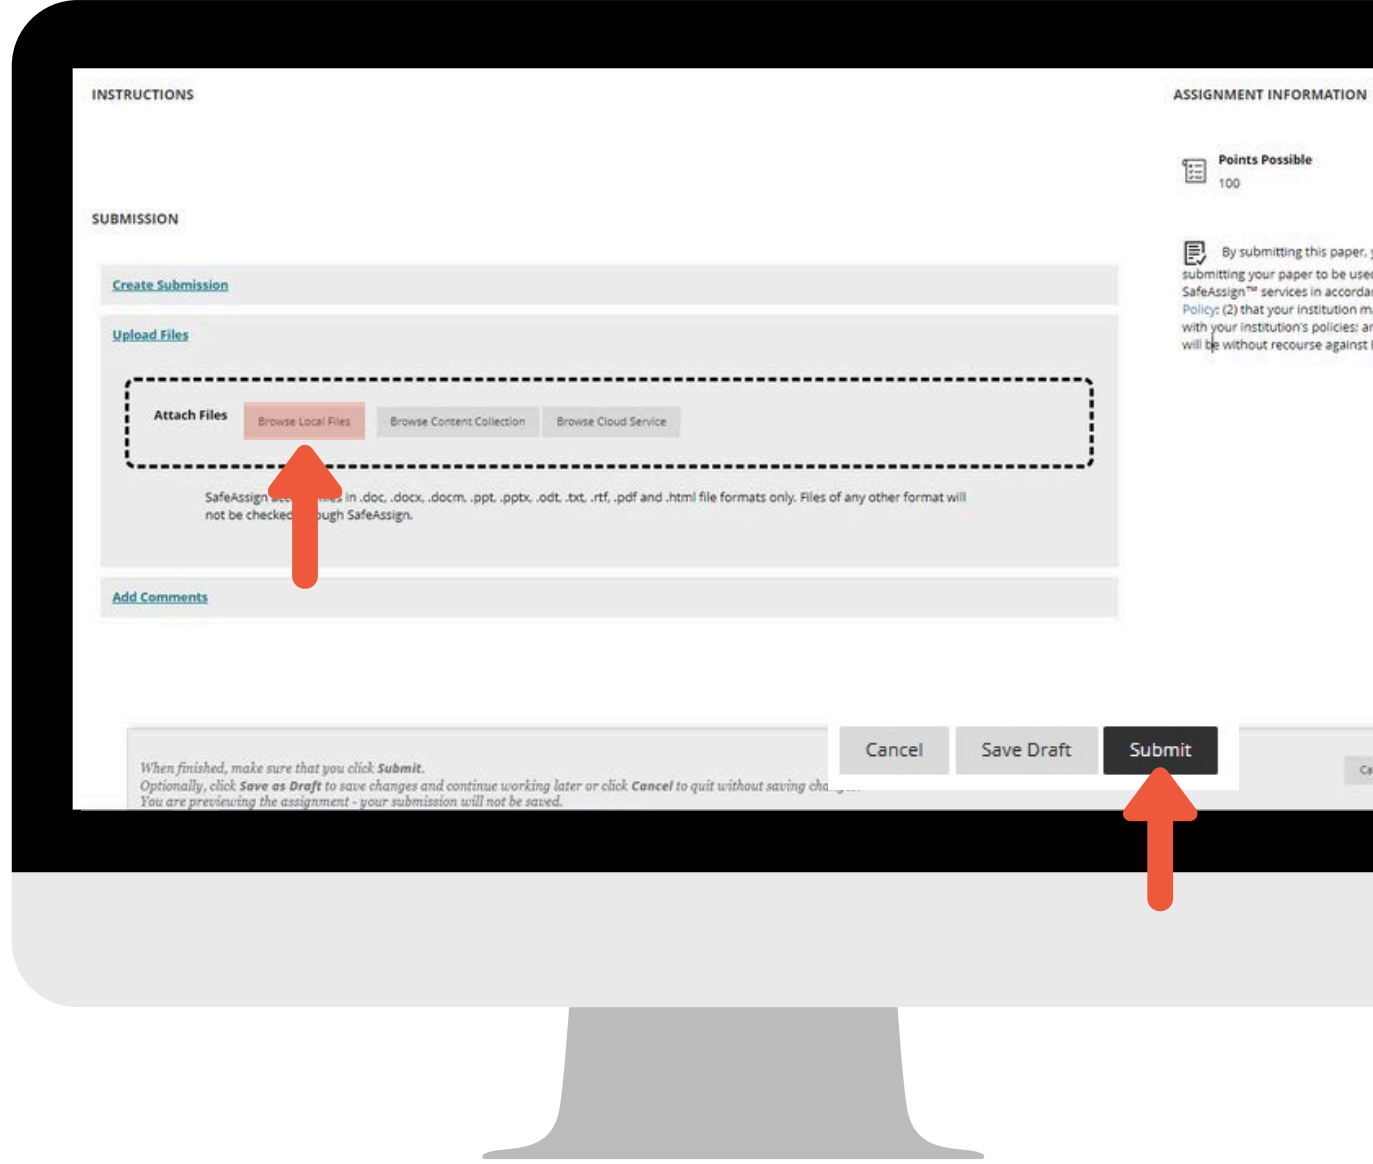 INSTRUCTIONS
SUBMISSION
Create Submission
Upload Files
Attach Files Browse Local Files Browse Content Collection Browse Cloud Service
SafeAssign in .doc, .docx, .docm, .ppt, .pptx, .odt, .txt, .rtf, .pdf and .html file formats only. Files of any other format will
not be checked SafeAssign.
Add Comments
When finished, make sure that you click Submit.
Optionally, click Save as Draft to save changes and continue working later or click Cancel to quit without saving
You are previewing the assignment - your submission will not be saved.
Cancel Save Draft Submit
ASSIGNMENT INFORMATION
Points Possible
100
By submitting this paper,
submitting your paper to be
SafeAssign™ services in
Policy; (2) that your institution
with your institution's policies;
will be without recourse against